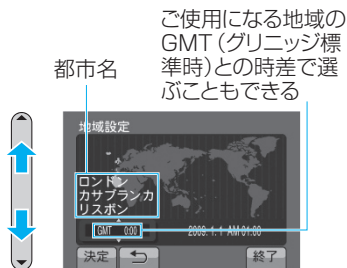 ご使用になる地域の
GMT（グリニッジ標
準時）との時差で選
ぶこともできる
都市名
地域設定
ロンドン
カサブランカ
リスボン
GMT 0:00
2009. 1. 1 AM 01:00
決定
終了